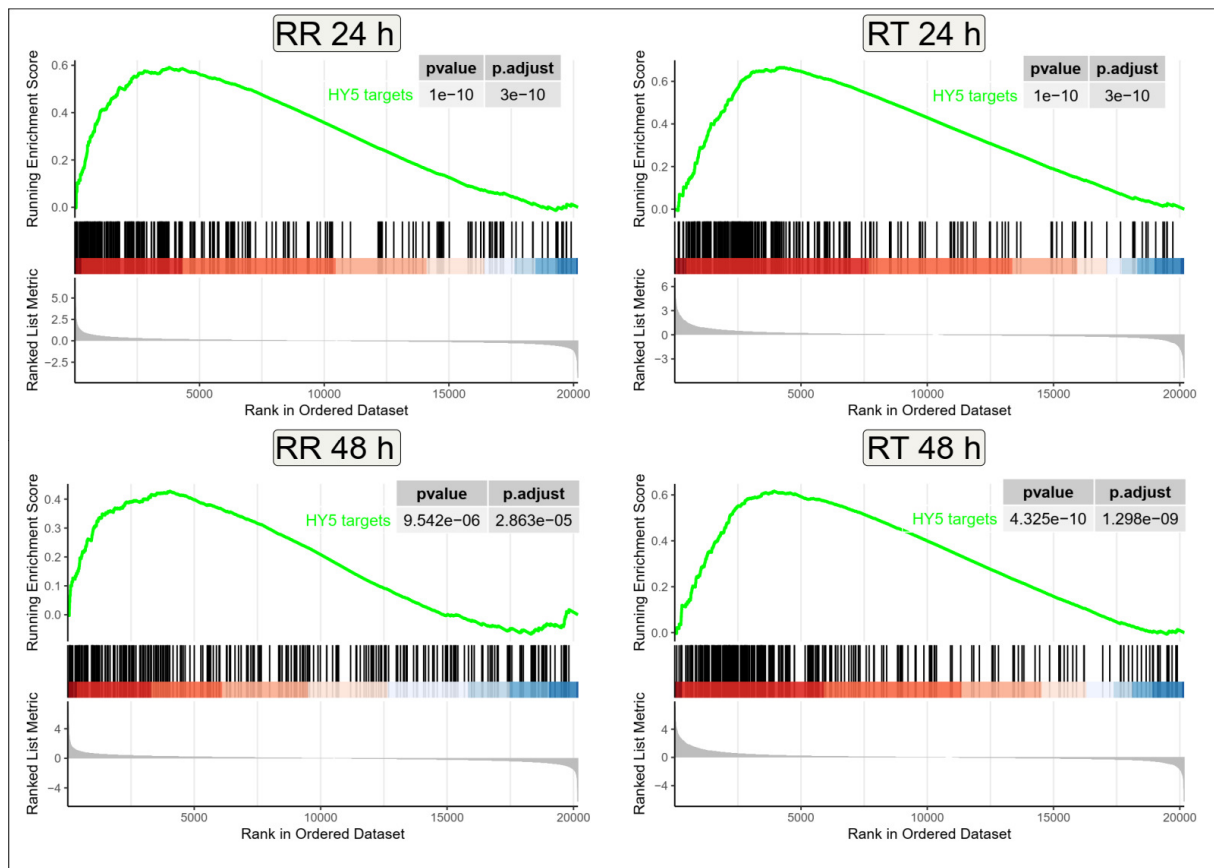 RR 24 h
Running Enrichment Score
0.6
0.4
0.2
0.0
pvalue p.adjust
HY5 targets 1e−10 3e−10
Ranked List Metric
5.0
2.5
0.0
−2.5
5000 10000 15000 20000
Rank in Ordered Dataset
RT 24 h
Running Enrichment Score
0.6
0.4
0.2
0.0
pvalue p.adjust
HY5 targets 1e−10 3e−10
Ranked List Metric
6
3
0
−3
5000 10000 15000 20000
Rank in Ordered Dataset
RR 48 h
Running Enrichment Score
0.4
0.3
0.2
0.1
0.0
pvalue p.adjust
HY5 targets 9.542e−06 2.863e−05
Ranked List Metric
4
0
−4
5000 10000 15000 20000
Rank in Ordered Dataset
RT 48 h
Running Enrichment Score
0.6
0.4
0.2
0.0
pvalue p.adjust
HY5 targets 4.325e−10 1.298e−09
Ranked List Metric
4
0
−4
5000 10000 15000 20000
Rank in Ordered Dataset